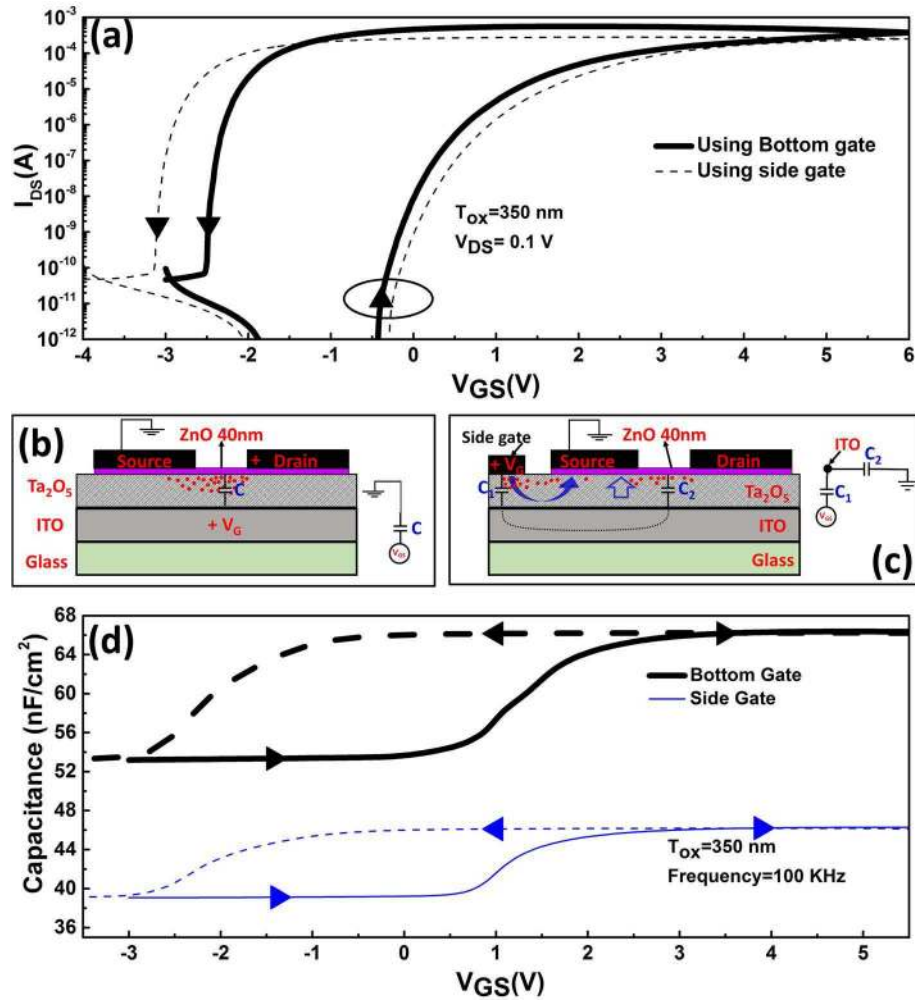 (a)
10⁻³
10⁻⁴
10⁻⁵
10⁻⁶
10⁻⁷
10⁻⁸
10⁻⁹
10⁻¹⁰
10⁻¹¹
10⁻¹²
I_DS(A)
Using Bottom gate
Using side gate
T_ox=350 nm
V_DS= 0.1 V
-4 -3 -2 -1 0 1 2 3 4 5 6
V_GS(V)
(b)
ZnO 40nm
Source + Drain
Ta₂O₅ C
ITO + V_G
Glass
C
V_GS
Side gate ZnO 40nm
+ V_G Source Drain
C₁ C₂ Ta₂O₅
ITO
Glass
ITO
C₂
C₁
V_GS
(c)
(d)
68
64
60
56
52
48
44
40
36
Capacitance (nF/cm²)
Bottom Gate
Side Gate
T_ox=350 nm
Frequency=100 KHz
-3 -2 -1 0 1 2 3 4 5
V_GS(V)